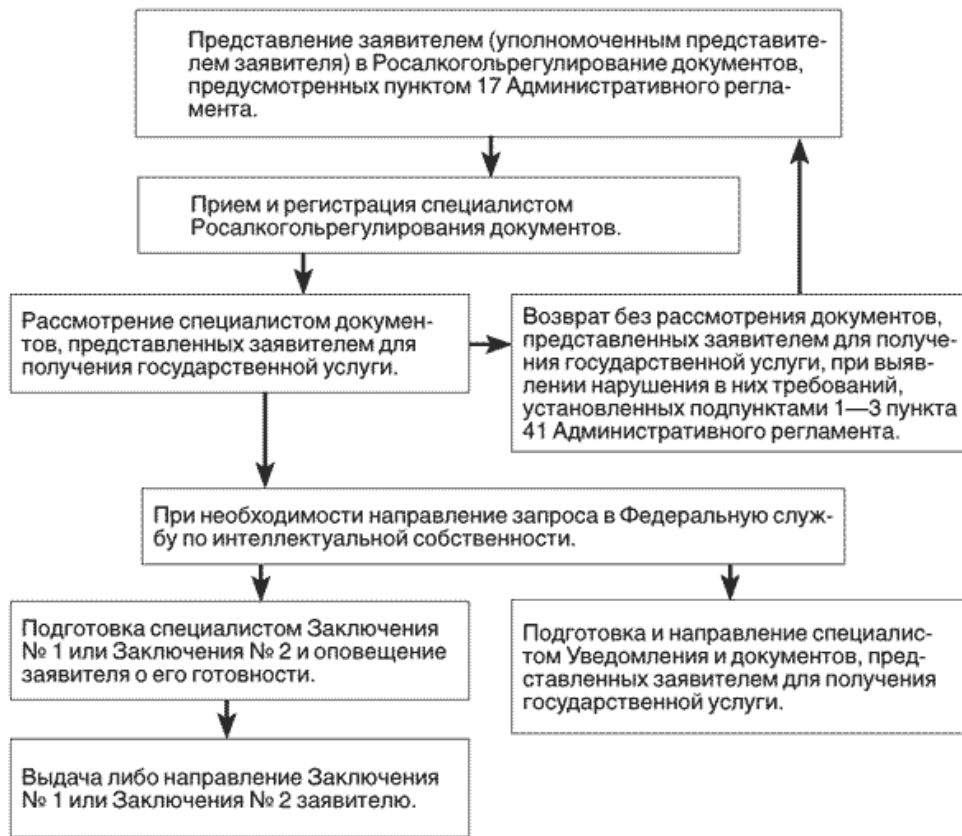 Представление заявителем (уполномоченным представите-
лем заявителя) в Росалкогольрегулирование документов,
предусмотренных пунктом 17 Административного регла-
мента.
Прием и регистрация специалистом
Росалкогольрегулирования документов.
Рассмотрение специалистом докумен-
тов, представленных заявителем для
получения государственной услуги.
Возврат без рассмотрения документов,
представленных заявителем для получе-
ния государственной услуги, при выяв-
лении нарушения в них требований,
установленных подпунктами 1—3 пункта
41 Административного регламента.
При необходимости направление запроса в Федеральную служ-
бу по интеллектуальной собственности.
Подготовка специалистом Заключения
№ 1 или Заключения № 2 и оповещение
заявителя о его готовности.
Подготовка и направление специалис-
том Уведомления и документов, пред-
ставленных заявителем для получения
государственной услуги.
Выдача либо направление Заключения
№ 1 или Заключения № 2 заявителю.